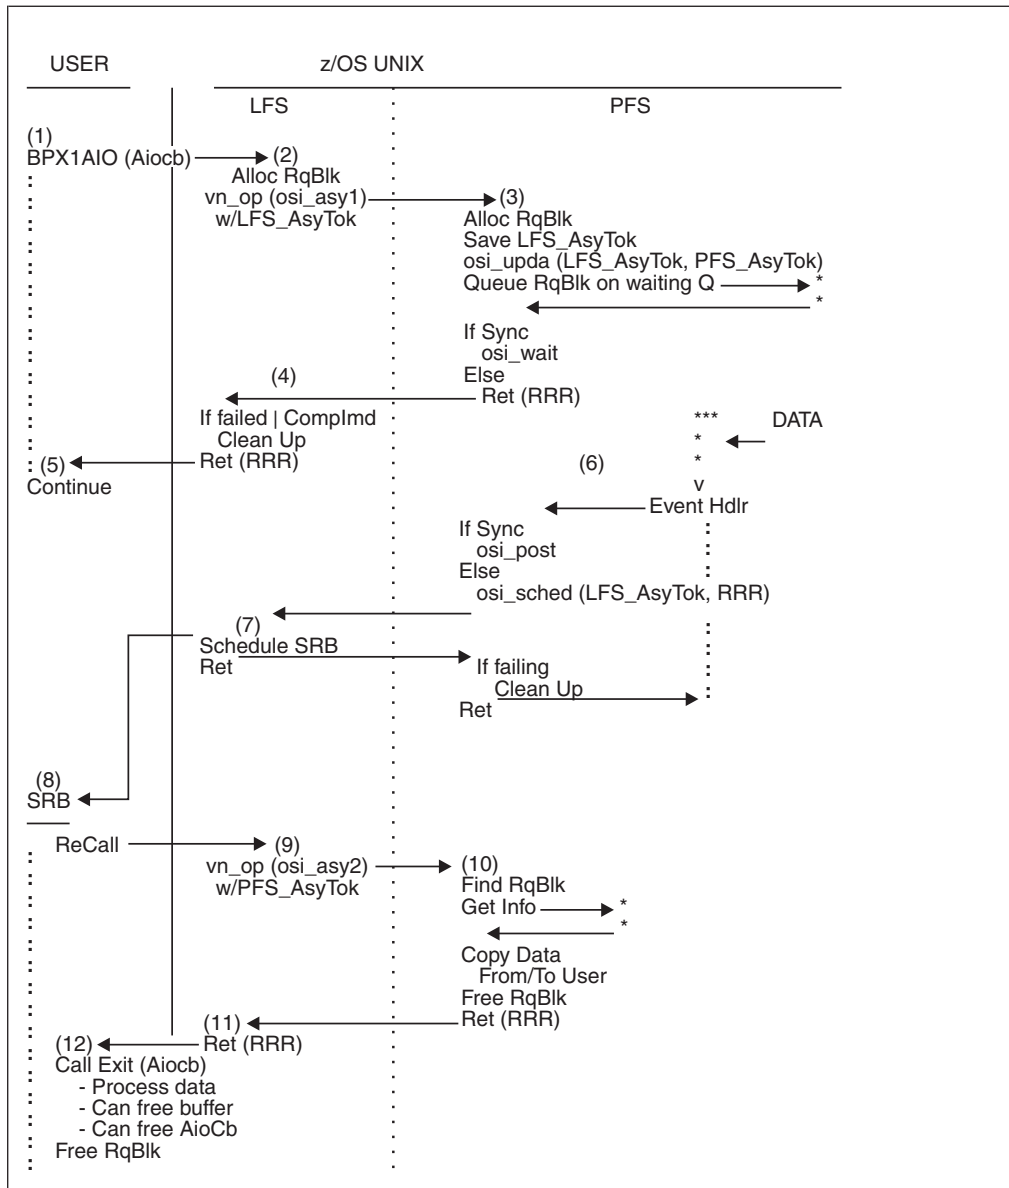 USER z/OS UNIX
LFS PFS
(1)
BPX1AIO (Aiocb) (2)
Alloc RqBlk
vn_op (osi_asy1) (3)
w/LFS_AsyTok Alloc RqBlk
Save LFS_AsyTok
osi_upda (LFS_AsyTok, PFS_AsyTok)
Queue RqBlk on waiting Q *
*
If Sync
osi_wait
(4) Else
Ret (RRR)
If failed | CompImd *** DATA
Clean Up *
(5) Ret (RRR) (6) *
Continue v
Event Hdlr
If Sync
osi_post
Else
osi_sched (LFS_AsyTok, RRR)
(7)
Schedule SRB
Ret If failing
Clean Up
Ret
(8)
SRB
ReCall (9)
vn_op (osi_asy2) (10)
w/PFS_AsyTok Find RqBlk
Get Info *
*
Copy Data
From/To User
Free RqBlk
(11) Ret (RRR)
(12) Ret (RRR)
Call Exit (Aiocb)
- Process data
- Can free buffer
- Can free AioCb
Free RqBlk